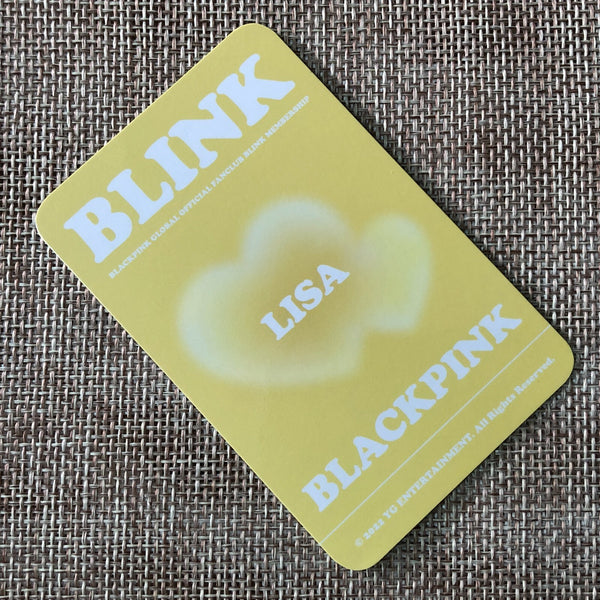 BLINK
BLACKPINK GLOBAL OFFICIAL FANCLUB BLINK MEMBERSHIP
LISA
BLACKPINK
© 2022 YG ENTERTAINMENT. All Rights Reserved.